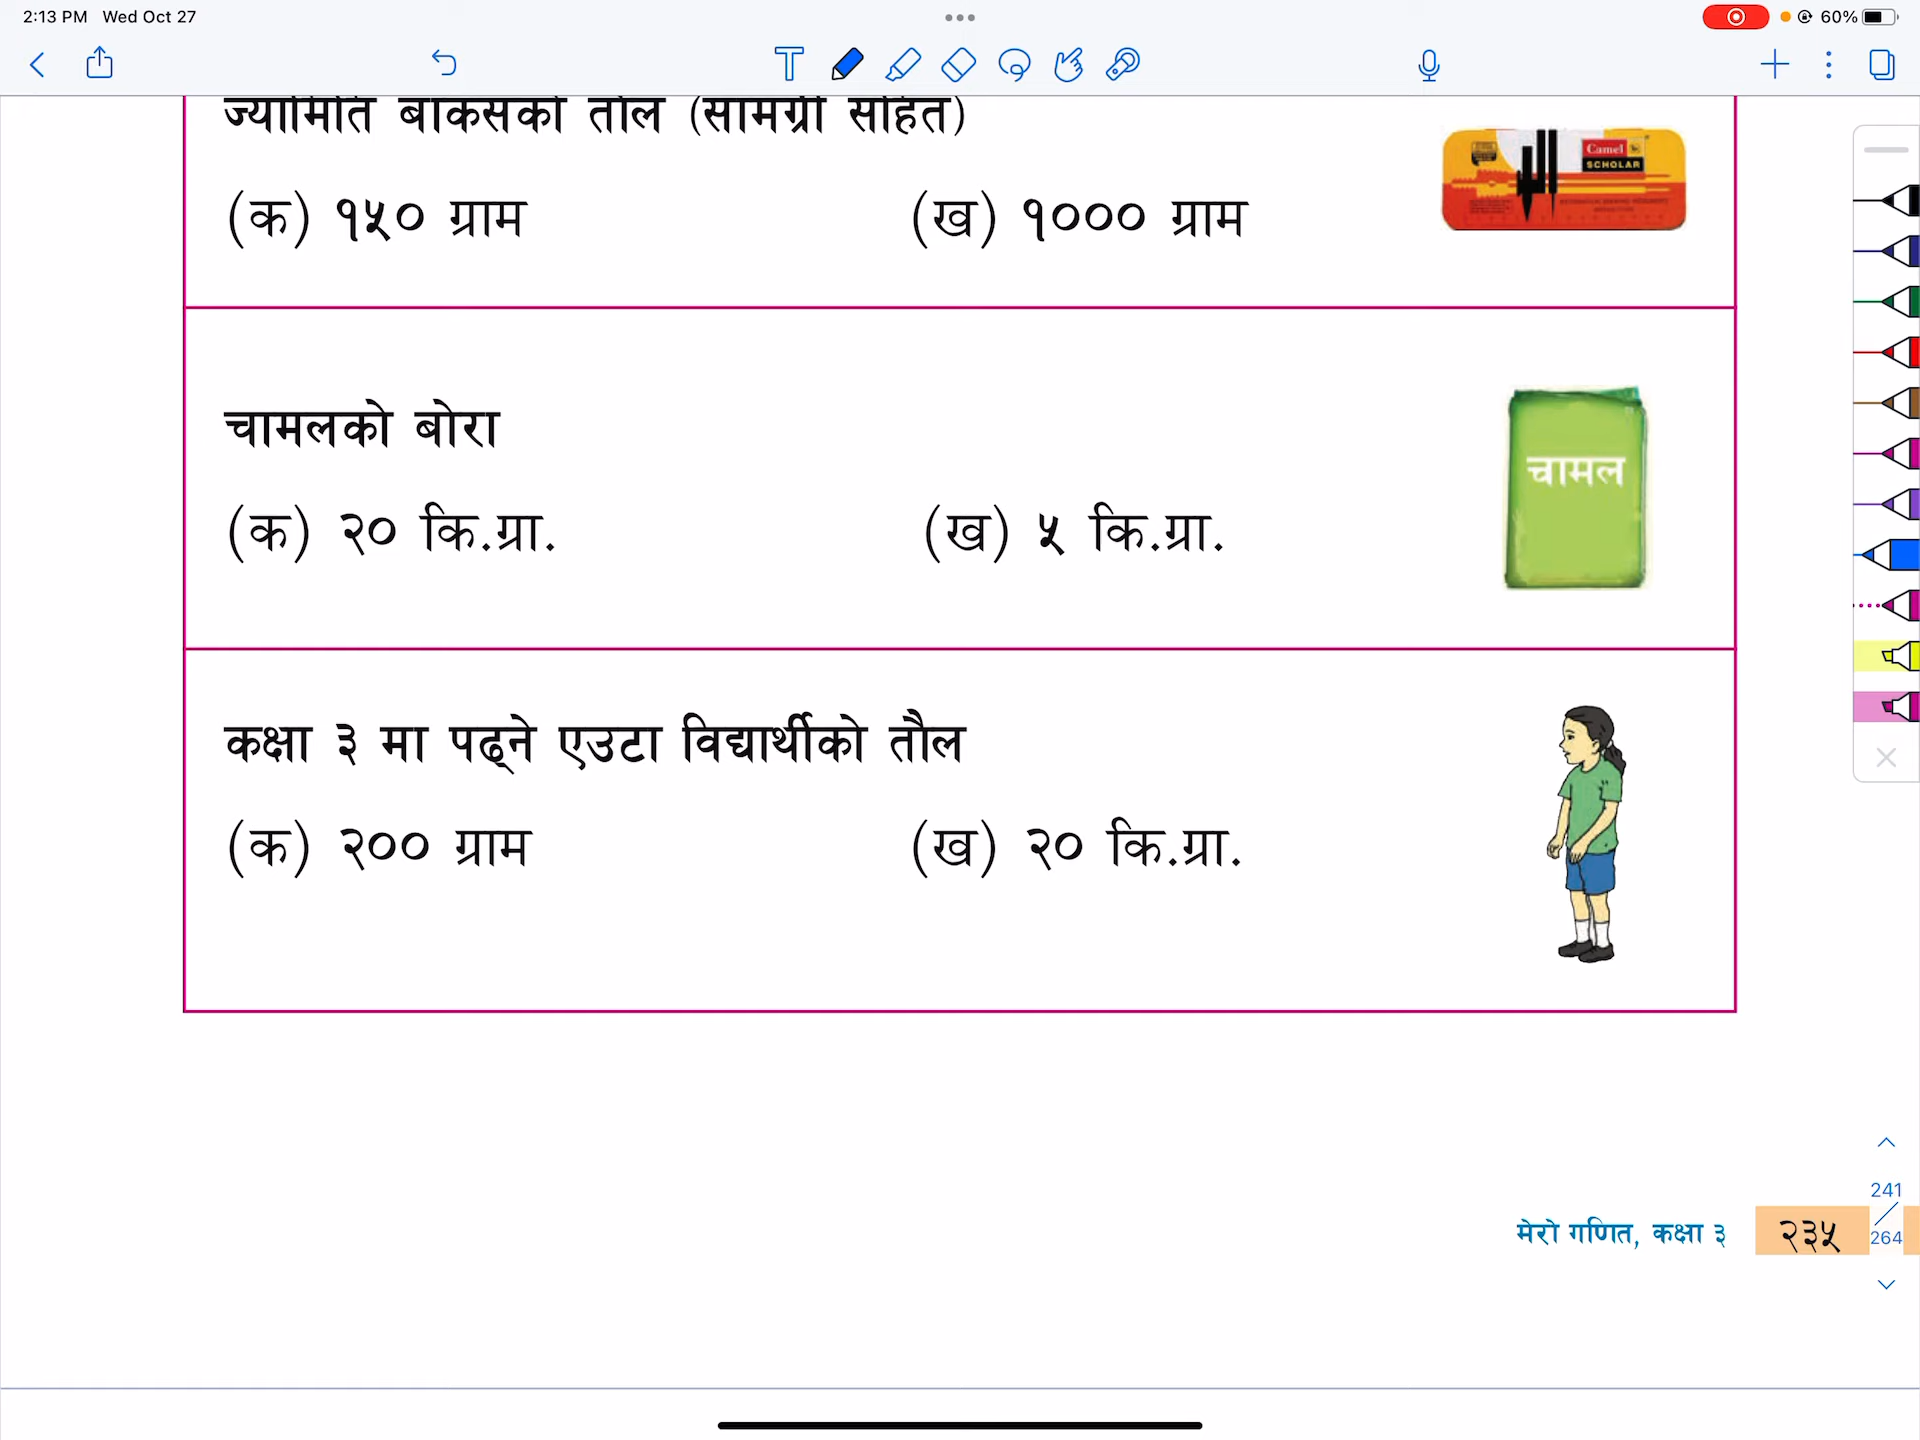 2:13 PM Wed Oct 27
60%
ज्यामिति बाकसको तौल (सामग्री सहित)
Camel
SCHOLAR
(क) १५० ग्राम (ख) १००० ग्राम
चामलको बोरा
चामल
(क) २० कि.ग्रा. (ख) ५ कि.ग्रा.
कक्षा ३ मा पढ्ने एउटा विद्यार्थीको तौल
(क) २०० ग्राम (ख) २० कि.ग्रा.
241
264
मेरो गणित, कक्षा ३ २३५